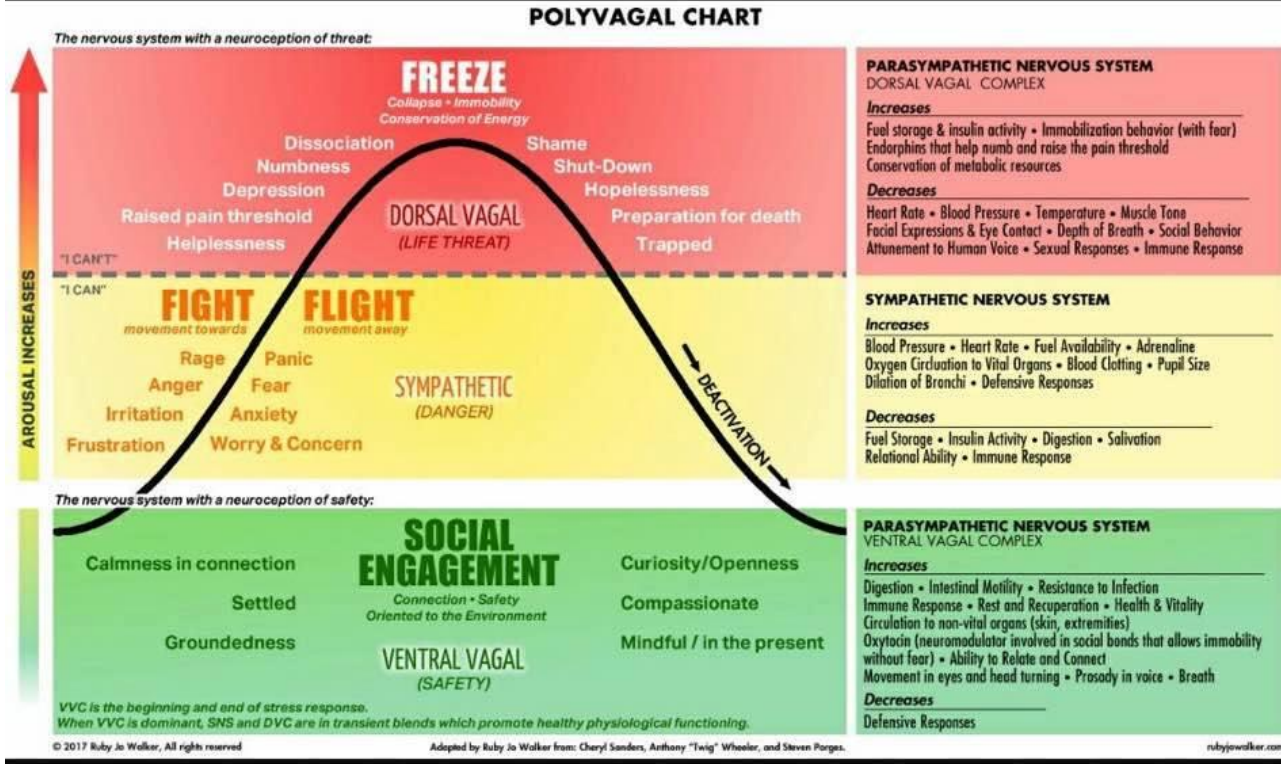 POLYVAGAL CHART
The nervous system with a neuroception of threat:
FREEZE
Collapse • Immobility
Conservation of Energy
Dissociation
Numbness
Depression
Raised pain threshold
Helplessness
Shame
Shut-Down
Hopelessness
Preparation for death
Trapped
DORSAL VAGAL
(LIFE THREAT)
"I CAN'T"
"I CAN"
FIGHT
movement towards
FLIGHT
movement away
Rage
Anger
Irritation
Frustration
Panic
Fear
Anxiety
Worry & Concern
SYMPATHETIC
(DANGER)
DEACTIVATION
AROUSAL INCREASES
The nervous system with a neuroception of safety:
SOCIAL
ENGAGEMENT
Connection • Safety
Oriented to the Environment
Calmness in connection
Settled
Groundedness
Curiosity/Openness
Compassionate
Mindful / in the present
VENTRAL VAGAL
(SAFETY)
VVC is the beginning and end of stress response.
When VVC is dominant, SNS and DVC are in transient blends which promote healthy physiological functioning.
PARASYMPATHETIC NERVOUS SYSTEM
DORSAL VAGAL COMPLEX
Increases
Fuel storage & insulin activity • Immobilization behavior (with fear)
Endorphins that help numb and raise the pain threshold
Conservation of metabolic resources
Decreases
Heart Rate • Blood Pressure • Temperature • Muscle Tone
Facial Expressions & Eye Contact • Depth of Breath • Social Behavior
Attunement to Human Voice • Sexual Responses • Immune Response
SYMPATHETIC NERVOUS SYSTEM
Increases
Blood Pressure • Heart Rate • Fuel Availability • Adrenaline
Oxygen Circluation to Vital Organs • Blood Clotting • Pupil Size
Dilation of Bronchi • Defensive Responses
Decreases
Fuel Storage • Insulin Activity • Digestion • Salivation
Relational Ability • Immune Response
PARASYMPATHETIC NERVOUS SYSTEM
VENTRAL VAGAL COMPLEX
Increases
Digestion • Intestinal Motility • Resistance to Infection
Immune Response • Rest and Recuperation • Health & Vitality
Circulation to non-vital organs (skin, extremities)
Oxytocin (neuromodulator involved in social bonds that allows immobility
without fear) • Ability to Relate and Connect
Movement in eyes and head turning • Prosody in voice • Breath
Decreases
Defensive Responses
© 2017 Ruby Jo Walker, All rights reserved
Adapted by Ruby Jo Walker from: Cheryl Sanders, Anthony "Twig" Wheeler, and Steven Porges.
rubyjowalker.com